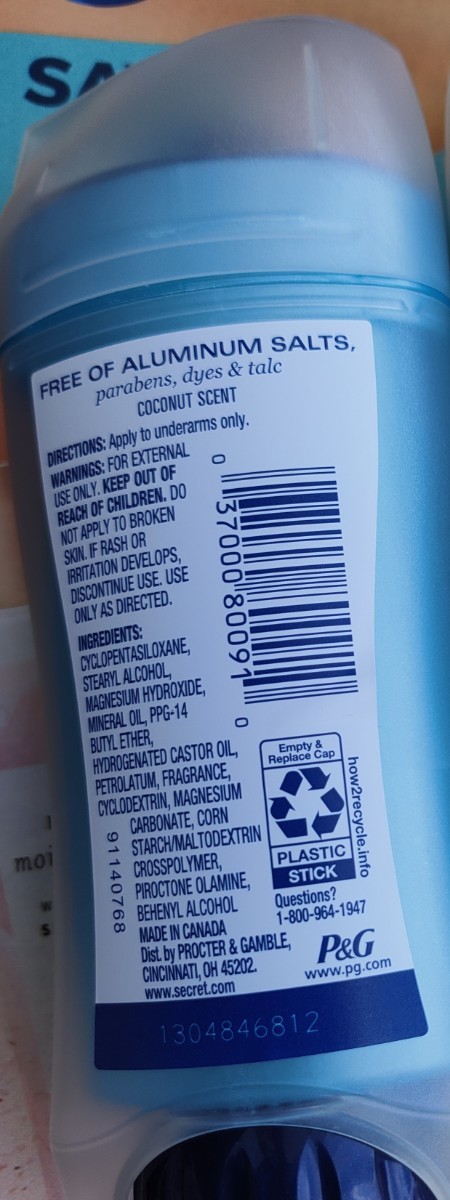 SA
FREE OF ALUMINUM SALTS,
parabens, dyes & talc
COCONUT SCENT
DIRECTIONS: Apply to underarms only.
WARNINGS: FOR EXTERNAL
USE ONLY. KEEP OUT OF
REACH OF CHILDREN. DO
NOT APPLY TO BROKEN
SKIN. IF RASH OR
IRRITATION DEVELOPS,
DISCONTINUE USE. USE
ONLY AS DIRECTED.
INGREDIENTS:
CYCLOPENTASILOXANE,
STEARYL ALCOHOL,
MAGNESIUM HYDROXIDE,
MINERAL OIL, PPG-14
BUTYL ETHER,
HYDROGENATED CASTOR OIL,
PETROLATUM, FRAGRANCE,
CYCLODEXTRIN, MAGNESIUM
CARBONATE, CORN
STARCH/MALTODEXTRIN
CROSSPOLYMER,
PIROCTONE OLAMINE,
BEHENYL ALCOHOL
MADE IN CANADA
Dist. by PROCTER & GAMBLE,
CINCINNATI, OH 45202.
www.secret.com
91140768
0 37000 80091 0
Empty &
Replace Cap
PLASTIC
STICK
how2recycle.info
Questions?
1-800-964-1947
P&G
www.pg.com
1304846812
moi